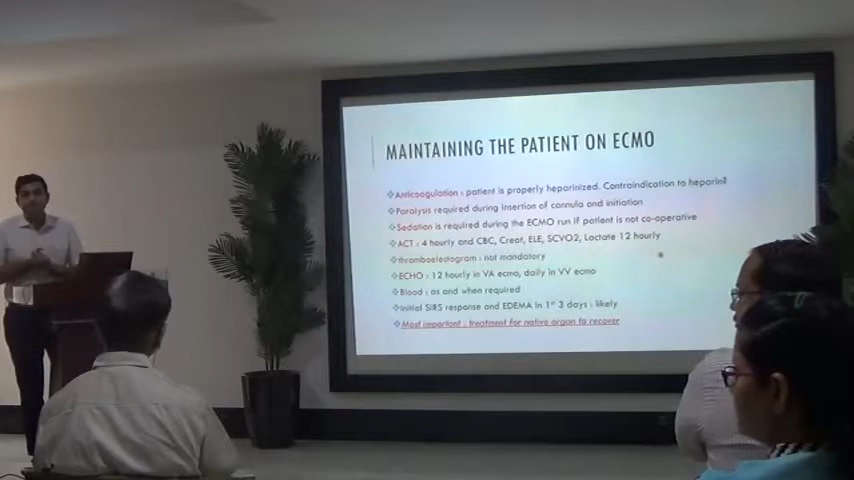 MAINTAINING THE PATIENT ON ECMO
Anticoagulation : patient is properly heparinized. Contraindication to heparin?
Paralysis required during insertion of cannula and initiation
Sedation is required during the ECMO run if patient is not co-operative
ACT : 4 hourly and CBC, Creat, ELE, SCVO2, Lactate 12 hourly
thromboelastogram : not mandatory
ECHO : 12 hourly in VA ecmo, daily in VV ecmo
Blood : as and when required
Initial SIRS response and EDEMA in 1st 3 days : likely
Most important : treatment for native organ to recover